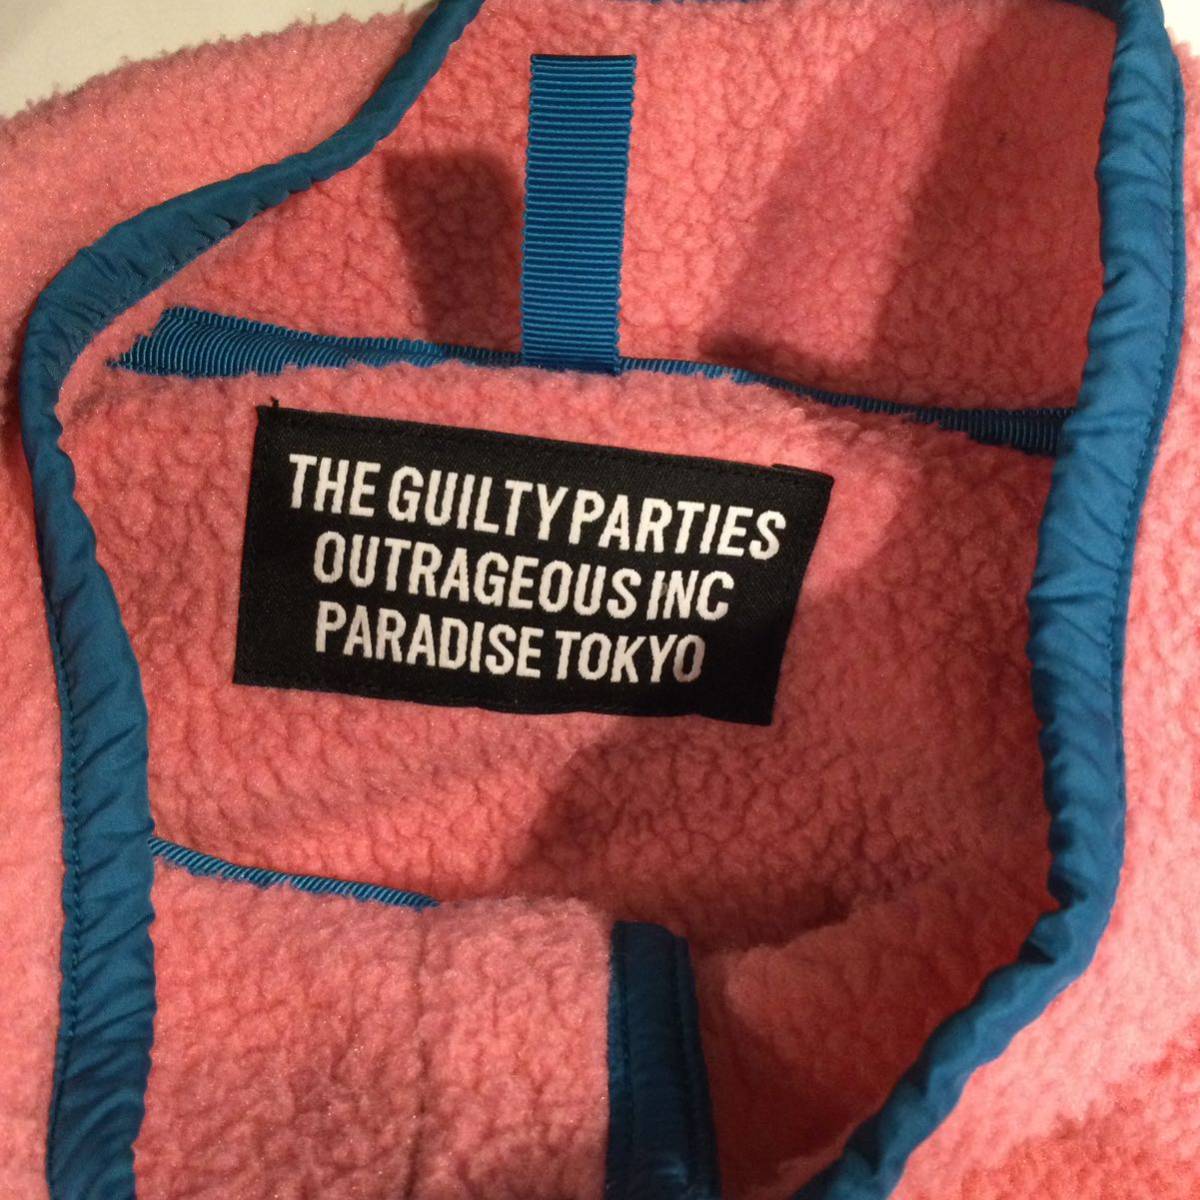 THE GUILTY PARTIES
OUTRAGEOUS INC
PARADISE TOKYO